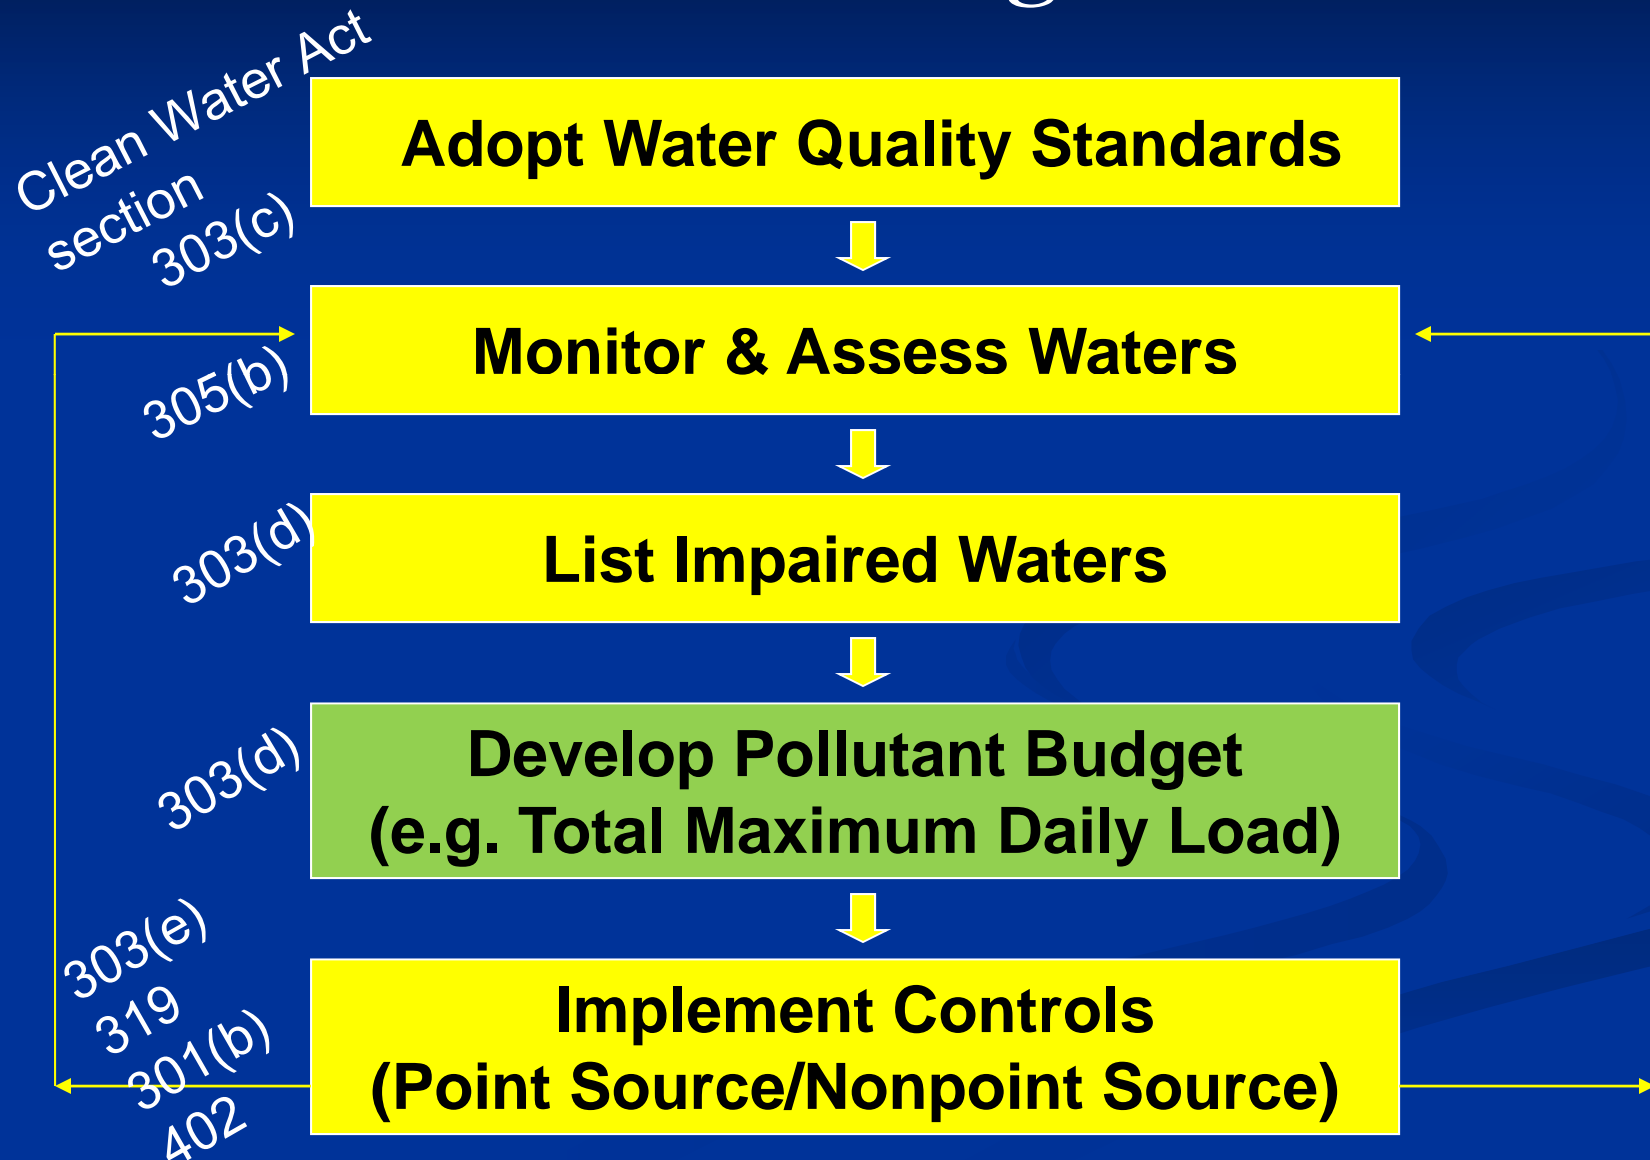 Clean Water Act
section
303(c)
Adopt Water Quality Standards
305(b)
Monitor & Assess Waters
303(d)
List Impaired Waters
303(d)
Develop Pollutant Budget
(e.g. Total Maximum Daily Load)
303(e)
319
301(b)
402
Implement Controls
(Point Source/Nonpoint Source)